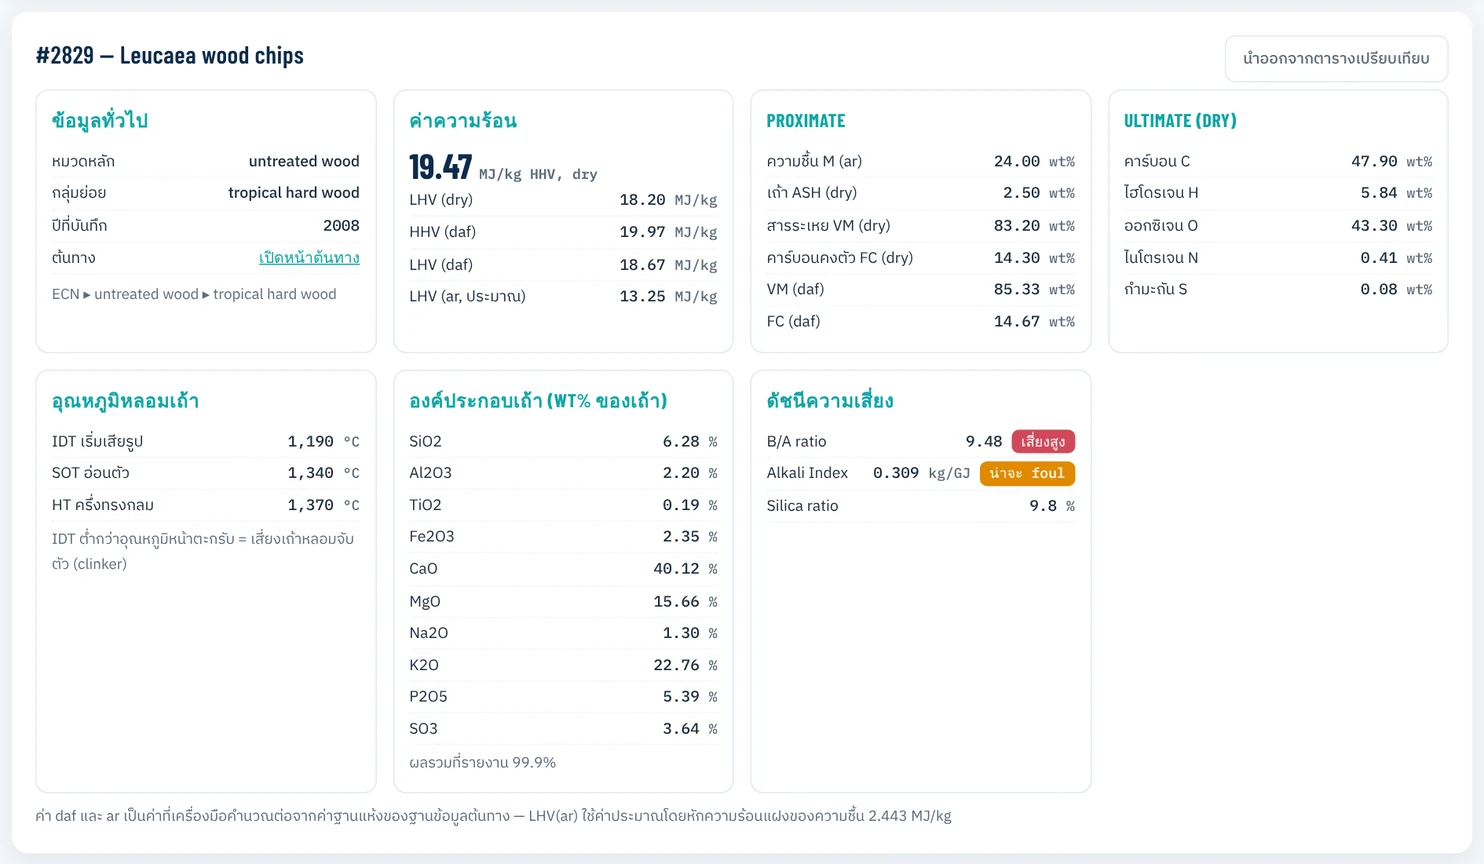 #2829 — Leucaea wood chips
นำออกจากตารางเปรียบเทียบ
ข้อมูลทั่วไป
หมวดหลัก untreated wood
กลุ่มย่อย tropical hard wood
ปีที่บันทึก 2008
ต้นทาง เปิดหน้าต้นทาง
ECN ▸ untreated wood ▸ tropical hard wood
ค่าความร้อน
19.47 MJ/kg HHV, dry
LHV (dry) 18.20 MJ/kg
HHV (daf) 19.97 MJ/kg
LHV (daf) 18.67 MJ/kg
LHV (ar, ประมาณ) 13.25 MJ/kg
PROXIMATE
ความชื้น M (ar) 24.00 wt%
เถ้า ASH (dry) 2.50 wt%
สารระเหย VM (dry) 83.20 wt%
คาร์บอนคงตัว FC (dry) 14.30 wt%
VM (daf) 85.33 wt%
FC (daf) 14.67 wt%
ULTIMATE (DRY)
คาร์บอน C 47.90 wt%
ไฮโดรเจน H 5.84 wt%
ออกซิเจน O 43.30 wt%
ไนโตรเจน N 0.41 wt%
กำมะถัน S 0.08 wt%
อุณหภูมิหลอมเถ้า
IDT เริ่มเสียรูป 1,190 °C
SOT อ่อนตัว 1,340 °C
HT ครึ่งทรงกลม 1,370 °C
IDT ต่ำกว่าอุณหภูมิหน้าตะกรับ = เสี่ยงเถ้าหลอมจับ
ตัว (clinker)
องค์ประกอบเถ้า (WT% ของเถ้า)
SiO2 6.28 %
Al2O3 2.20 %
TiO2 0.19 %
Fe2O3 2.35 %
CaO 40.12 %
MgO 15.66 %
Na2O 1.30 %
K2O 22.76 %
P2O5 5.39 %
SO3 3.64 %
ผลรวมที่รายงาน 99.9%
ดัชนีความเสี่ยง
B/A ratio 9.48 เสี่ยงสูง
Alkali Index 0.309 kg/GJ น่าจะ foul
Silica ratio 9.8 %
ค่า daf และ ar เป็นค่าที่เครื่องมือคำนวณต่อจากค่าฐานแห้งของฐานข้อมูลต้นทาง — LHV(ar) ใช้ค่าประมาณโดยหักความร้อนแฝงของความชื้น 2.443 MJ/kg